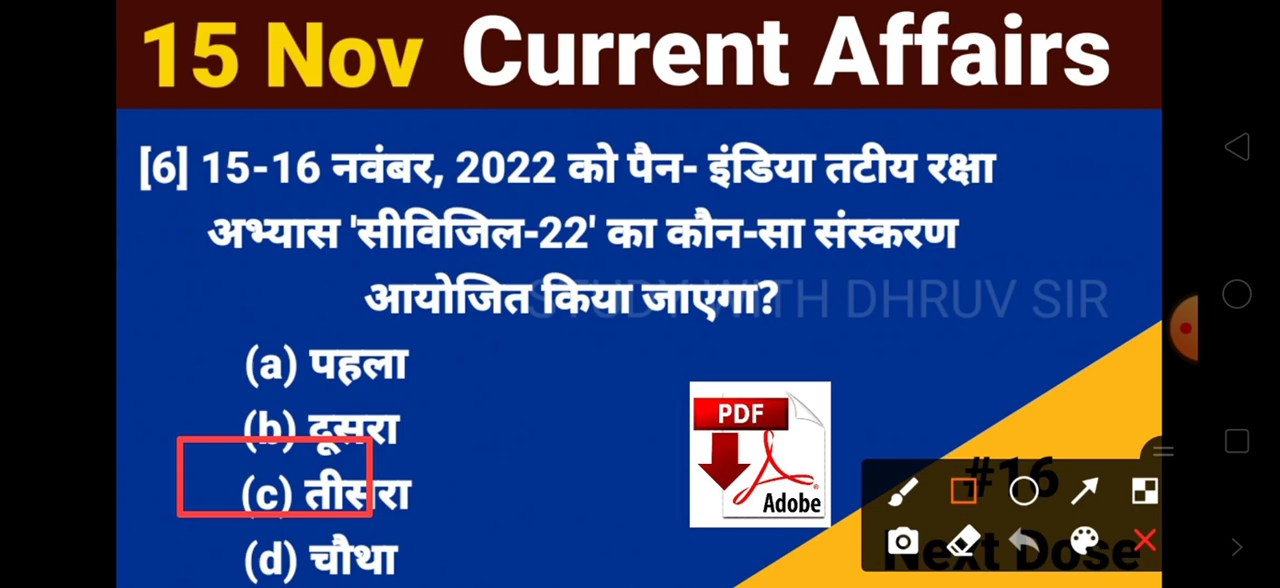 15 Nov Current Affairs
[6] 15-16 नवंबर, 2022 को पैन- इंडिया तटीय रक्षा
अभ्यास 'सीविजिल-22' का कौन-सा संस्करण
आयोजित किया जाएगा?
STUDY WITH DHRUV SIR
(a) पहला
(b) दूसरा
(c) तीसरा
(d) चौथा
PDF
Adobe
#16
Next Dose